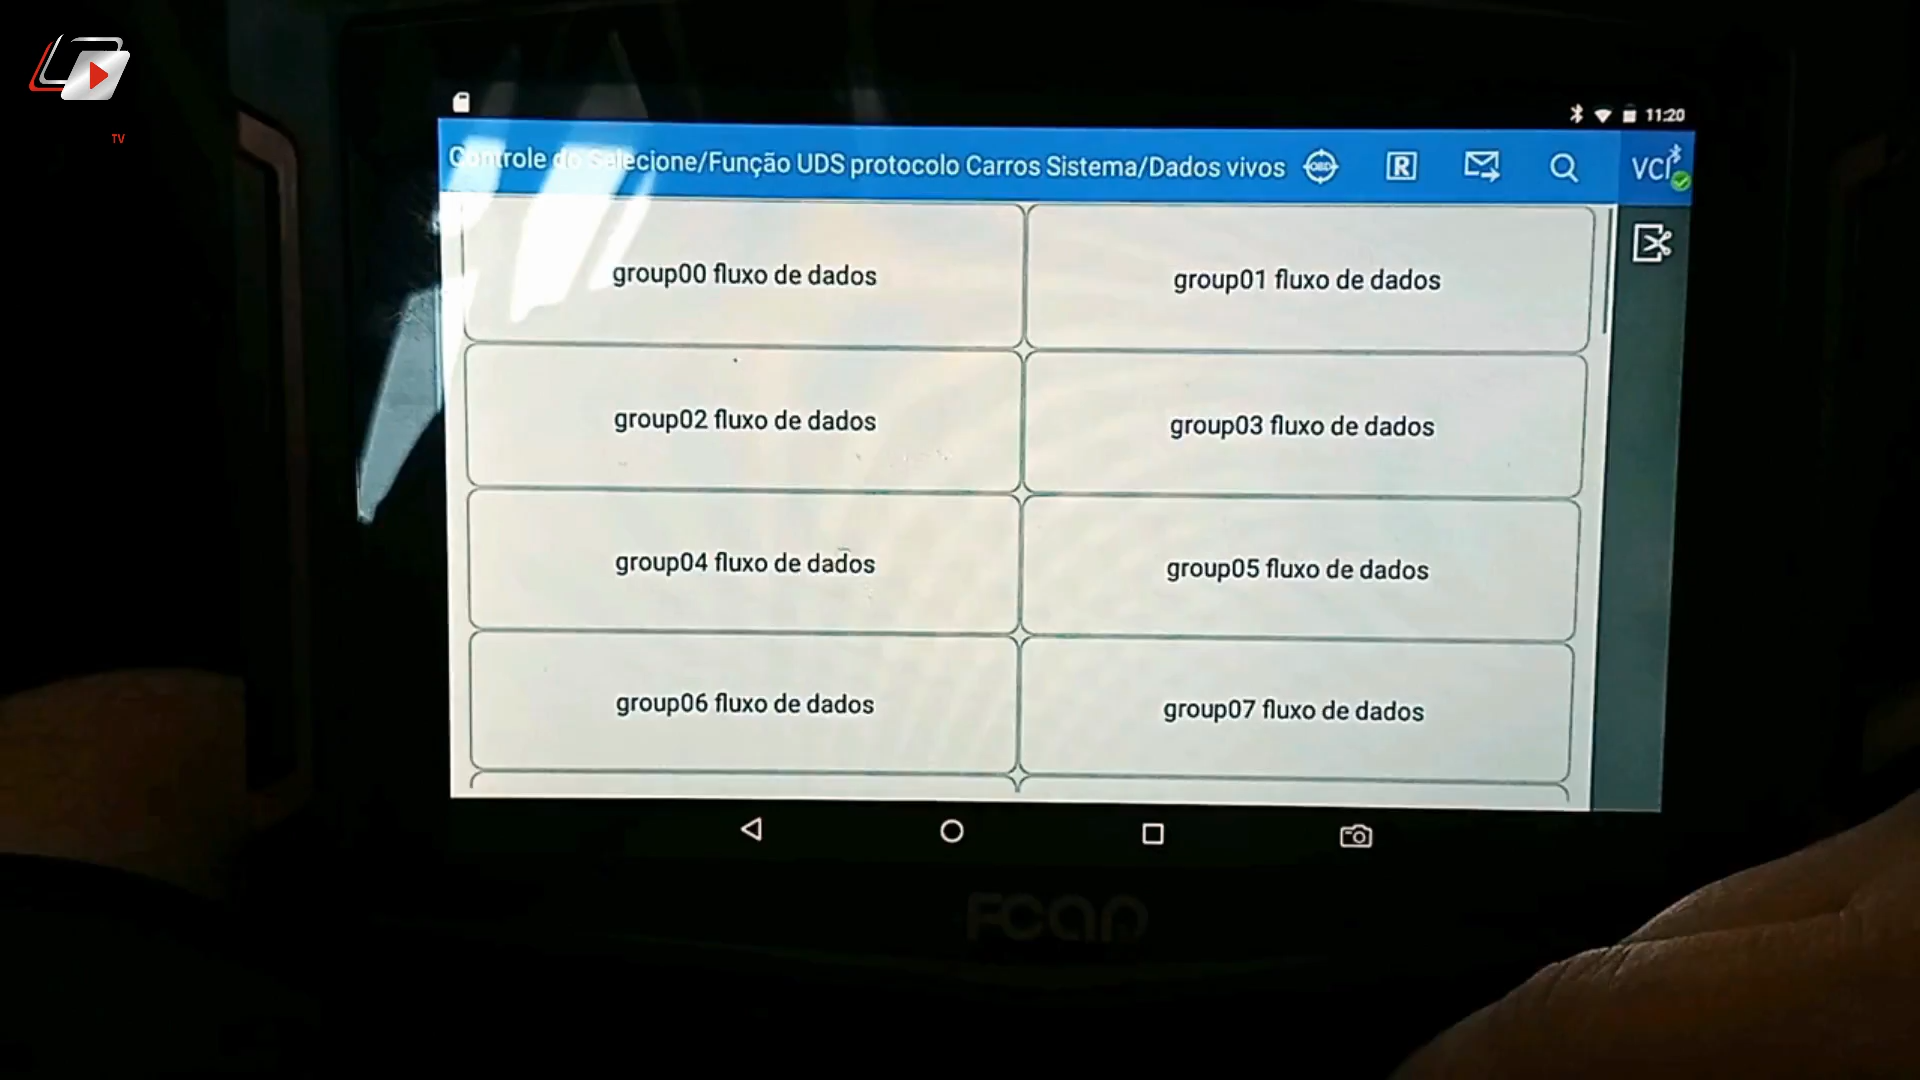 TV
11:20
Controle do Selecione/Função UDS protocolo Carros Sistema/Dados vivos
OBD
R
VCI
group00 fluxo de dados
group01 fluxo de dados
group02 fluxo de dados
group03 fluxo de dados
group04 fluxo de dados
group05 fluxo de dados
group06 fluxo de dados
group07 fluxo de dados
FCAR